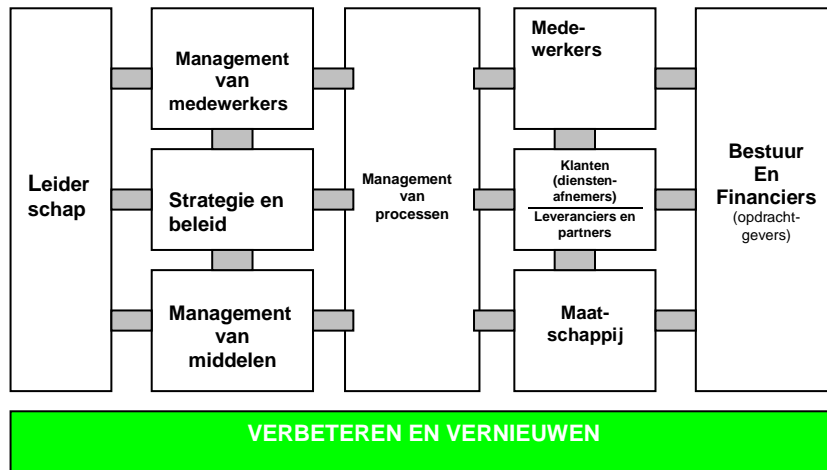 Leider
schap
Management
van
medewerkers
Strategie en
beleid
Management
van
middelen
Management
van
processen
Mede-
werkers
Klanten
(diensten-
afnemers)
Leveranciers en
partners
Maat-
schappij
Bestuur
En
Financiers
(opdracht-
gevers)
VERBETEREN EN VERNIEUWEN